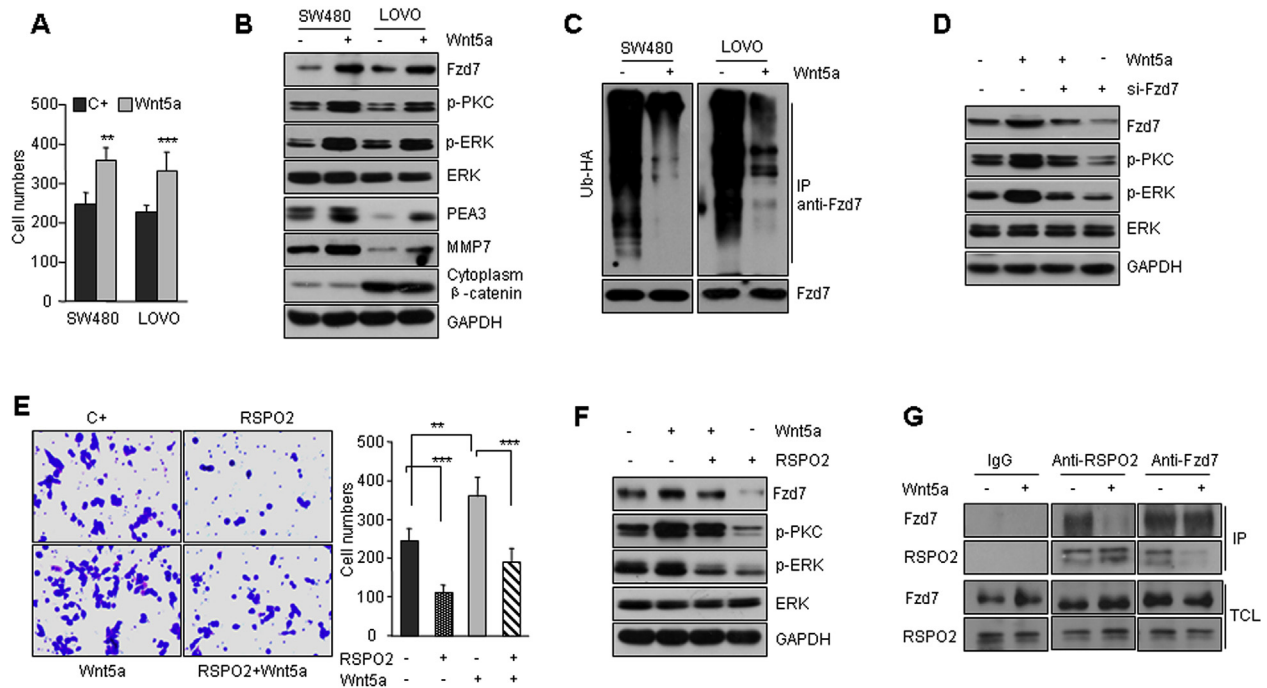 A
C+ Wnt5a
500
400
300
200
100
0
Cell numbers
** ***
SW480 LOVO
B
SW480 LOVO
- + - + Wnt5a
Fzd7
p-PKC
p-ERK
ERK
PEA3
MMP7
Cytoplasm
β-catenin
GAPDH
C
SW480 LOVO
- + - + Wnt5a
Ub-HA
IP
anti-Fzd7
Fzd7
D
Wnt5a - + + -
si-Fzd7 - - + +
Fzd7
p-PKC
p-ERK
ERK
GAPDH
E
C+ RSPO2
Wnt5a RSPO2+Wnt5a
500
400
300
200
100
0
Cell numbers
**
*** ***
RSPO2 - + - +
Wnt5a - - + +
F
- + + - Wnt5a
- - + + RSPO2
Fzd7
p-PKC
p-ERK
ERK
GAPDH
G
IgG Anti-RSPO2 Anti-Fzd7
Wnt5a - + - + - +
Fzd7
RSPO2
IP
Fzd7
RSPO2
TCL